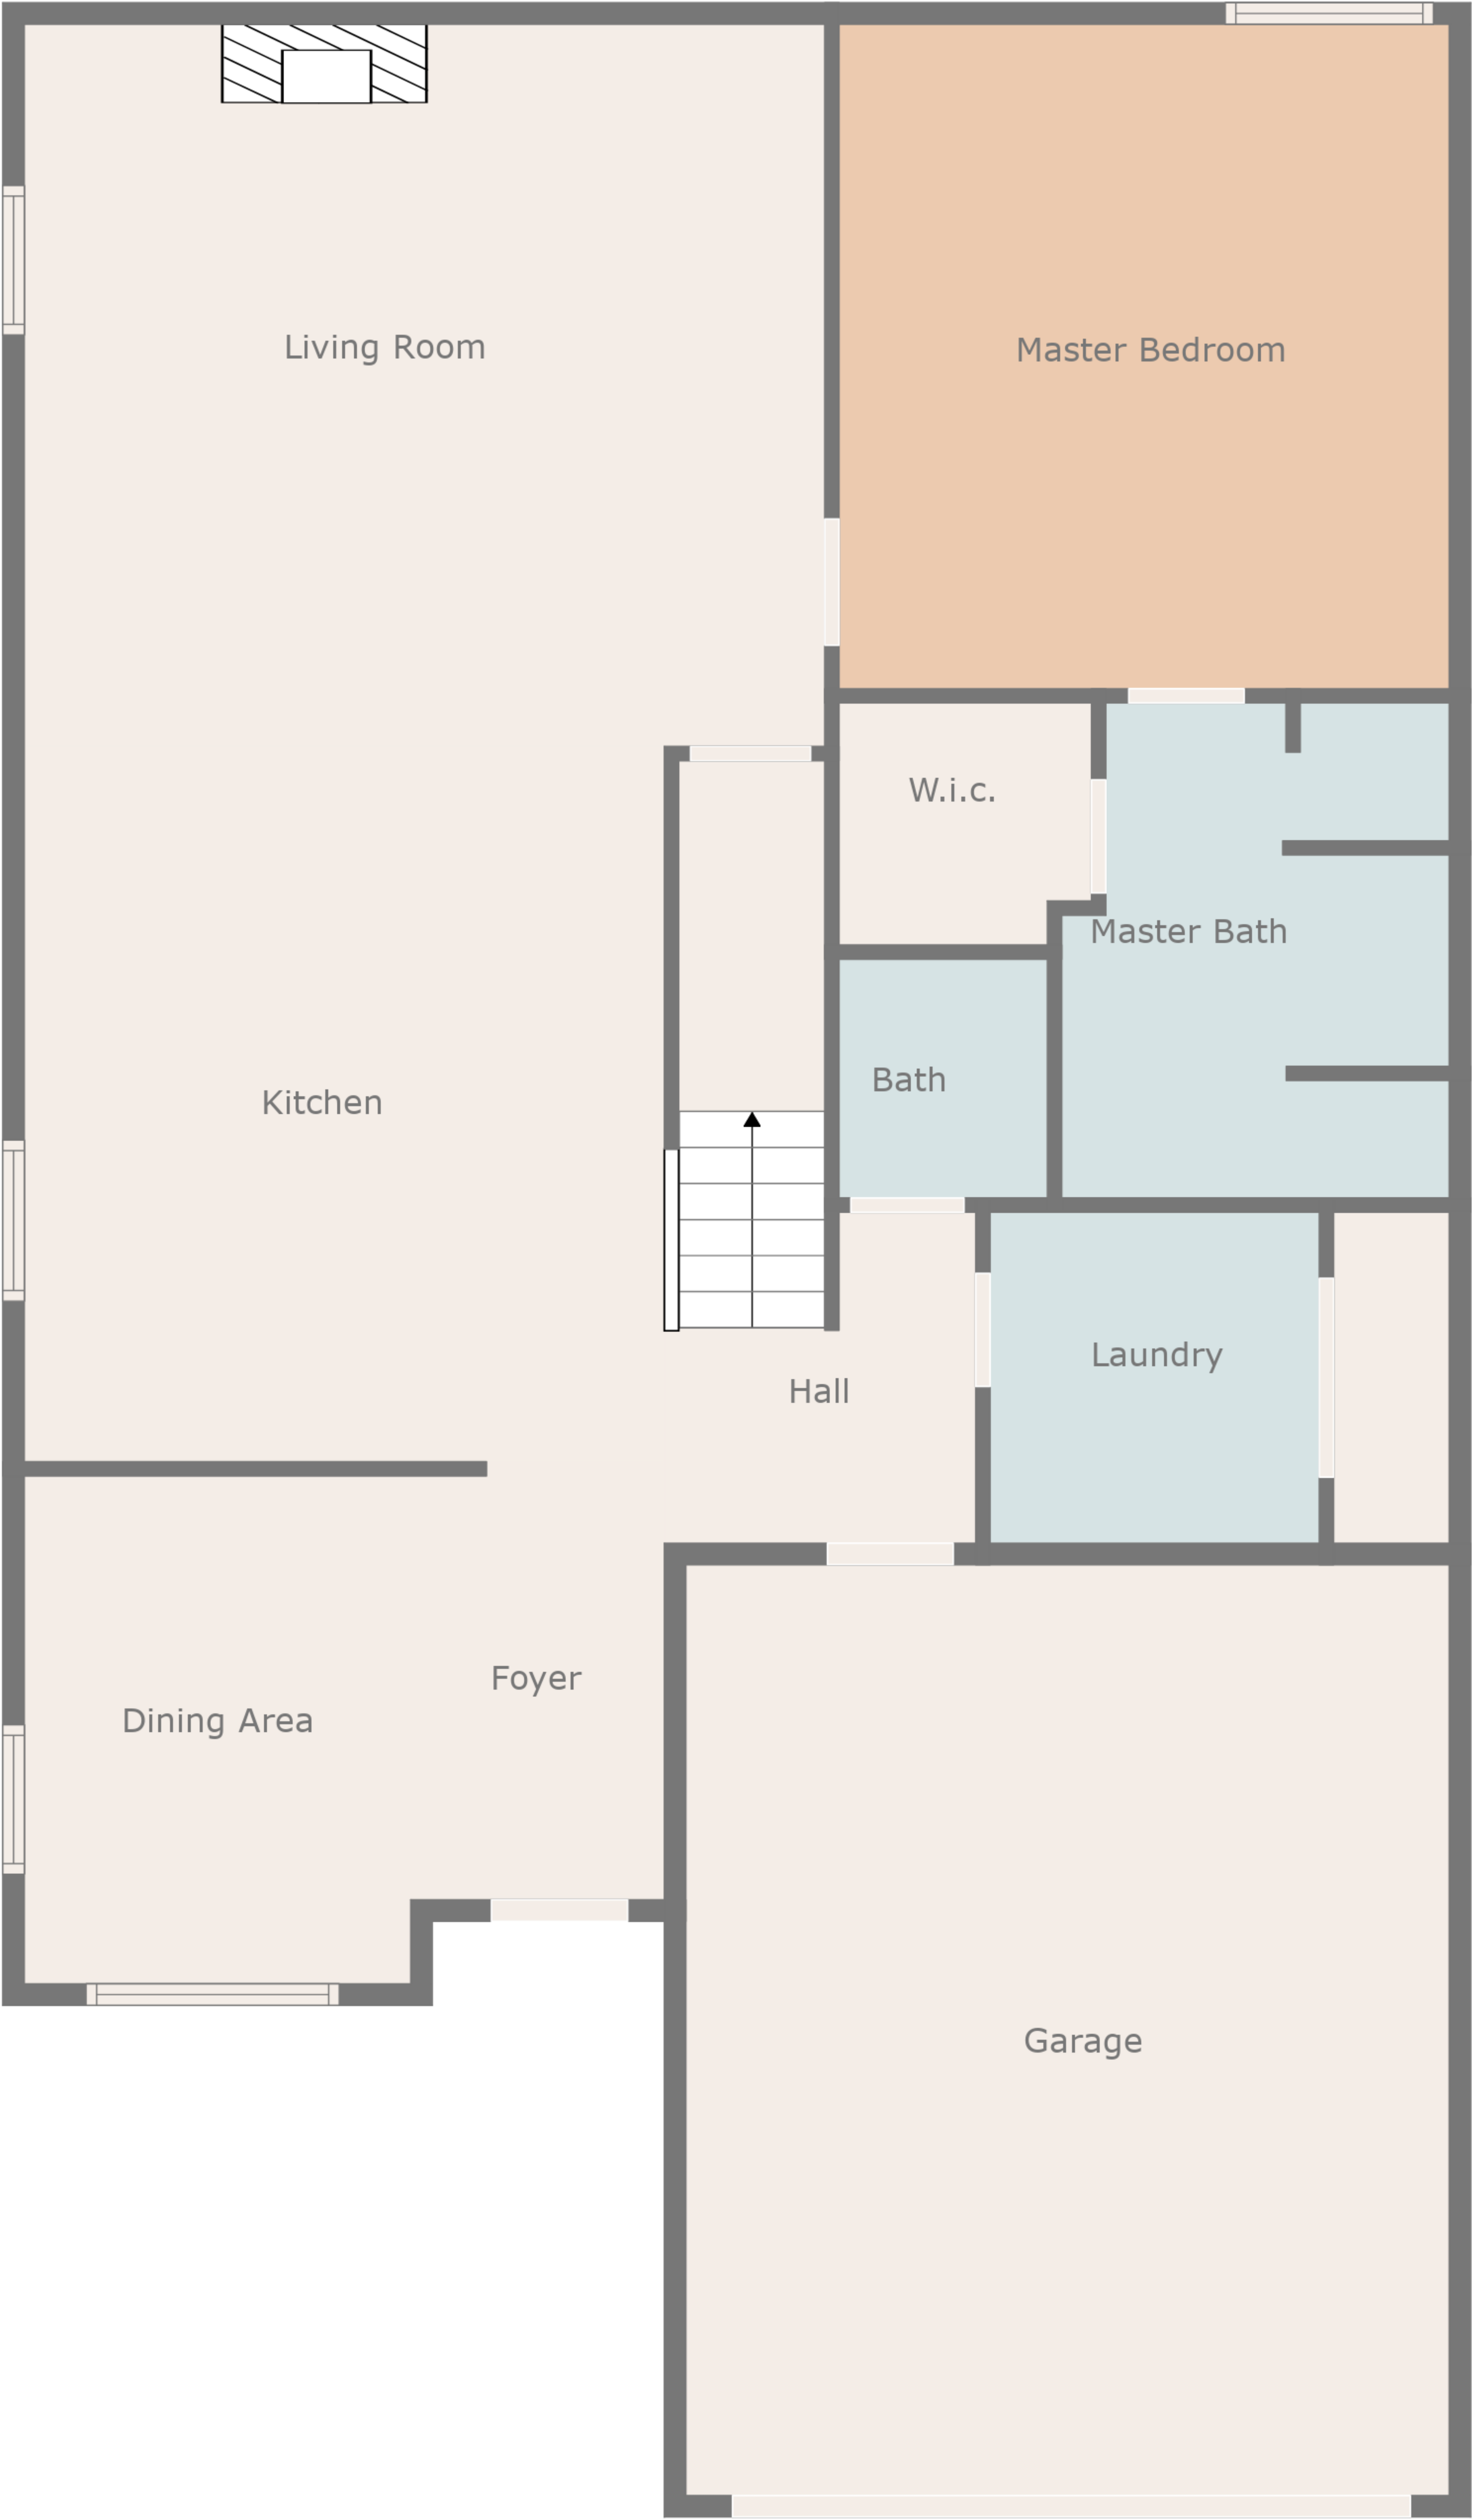 Living Room
Master Bedroom
W.i.c.
Master Bath
Bath
Kitchen
Laundry
Hall
Foyer
Dining Area
Garage